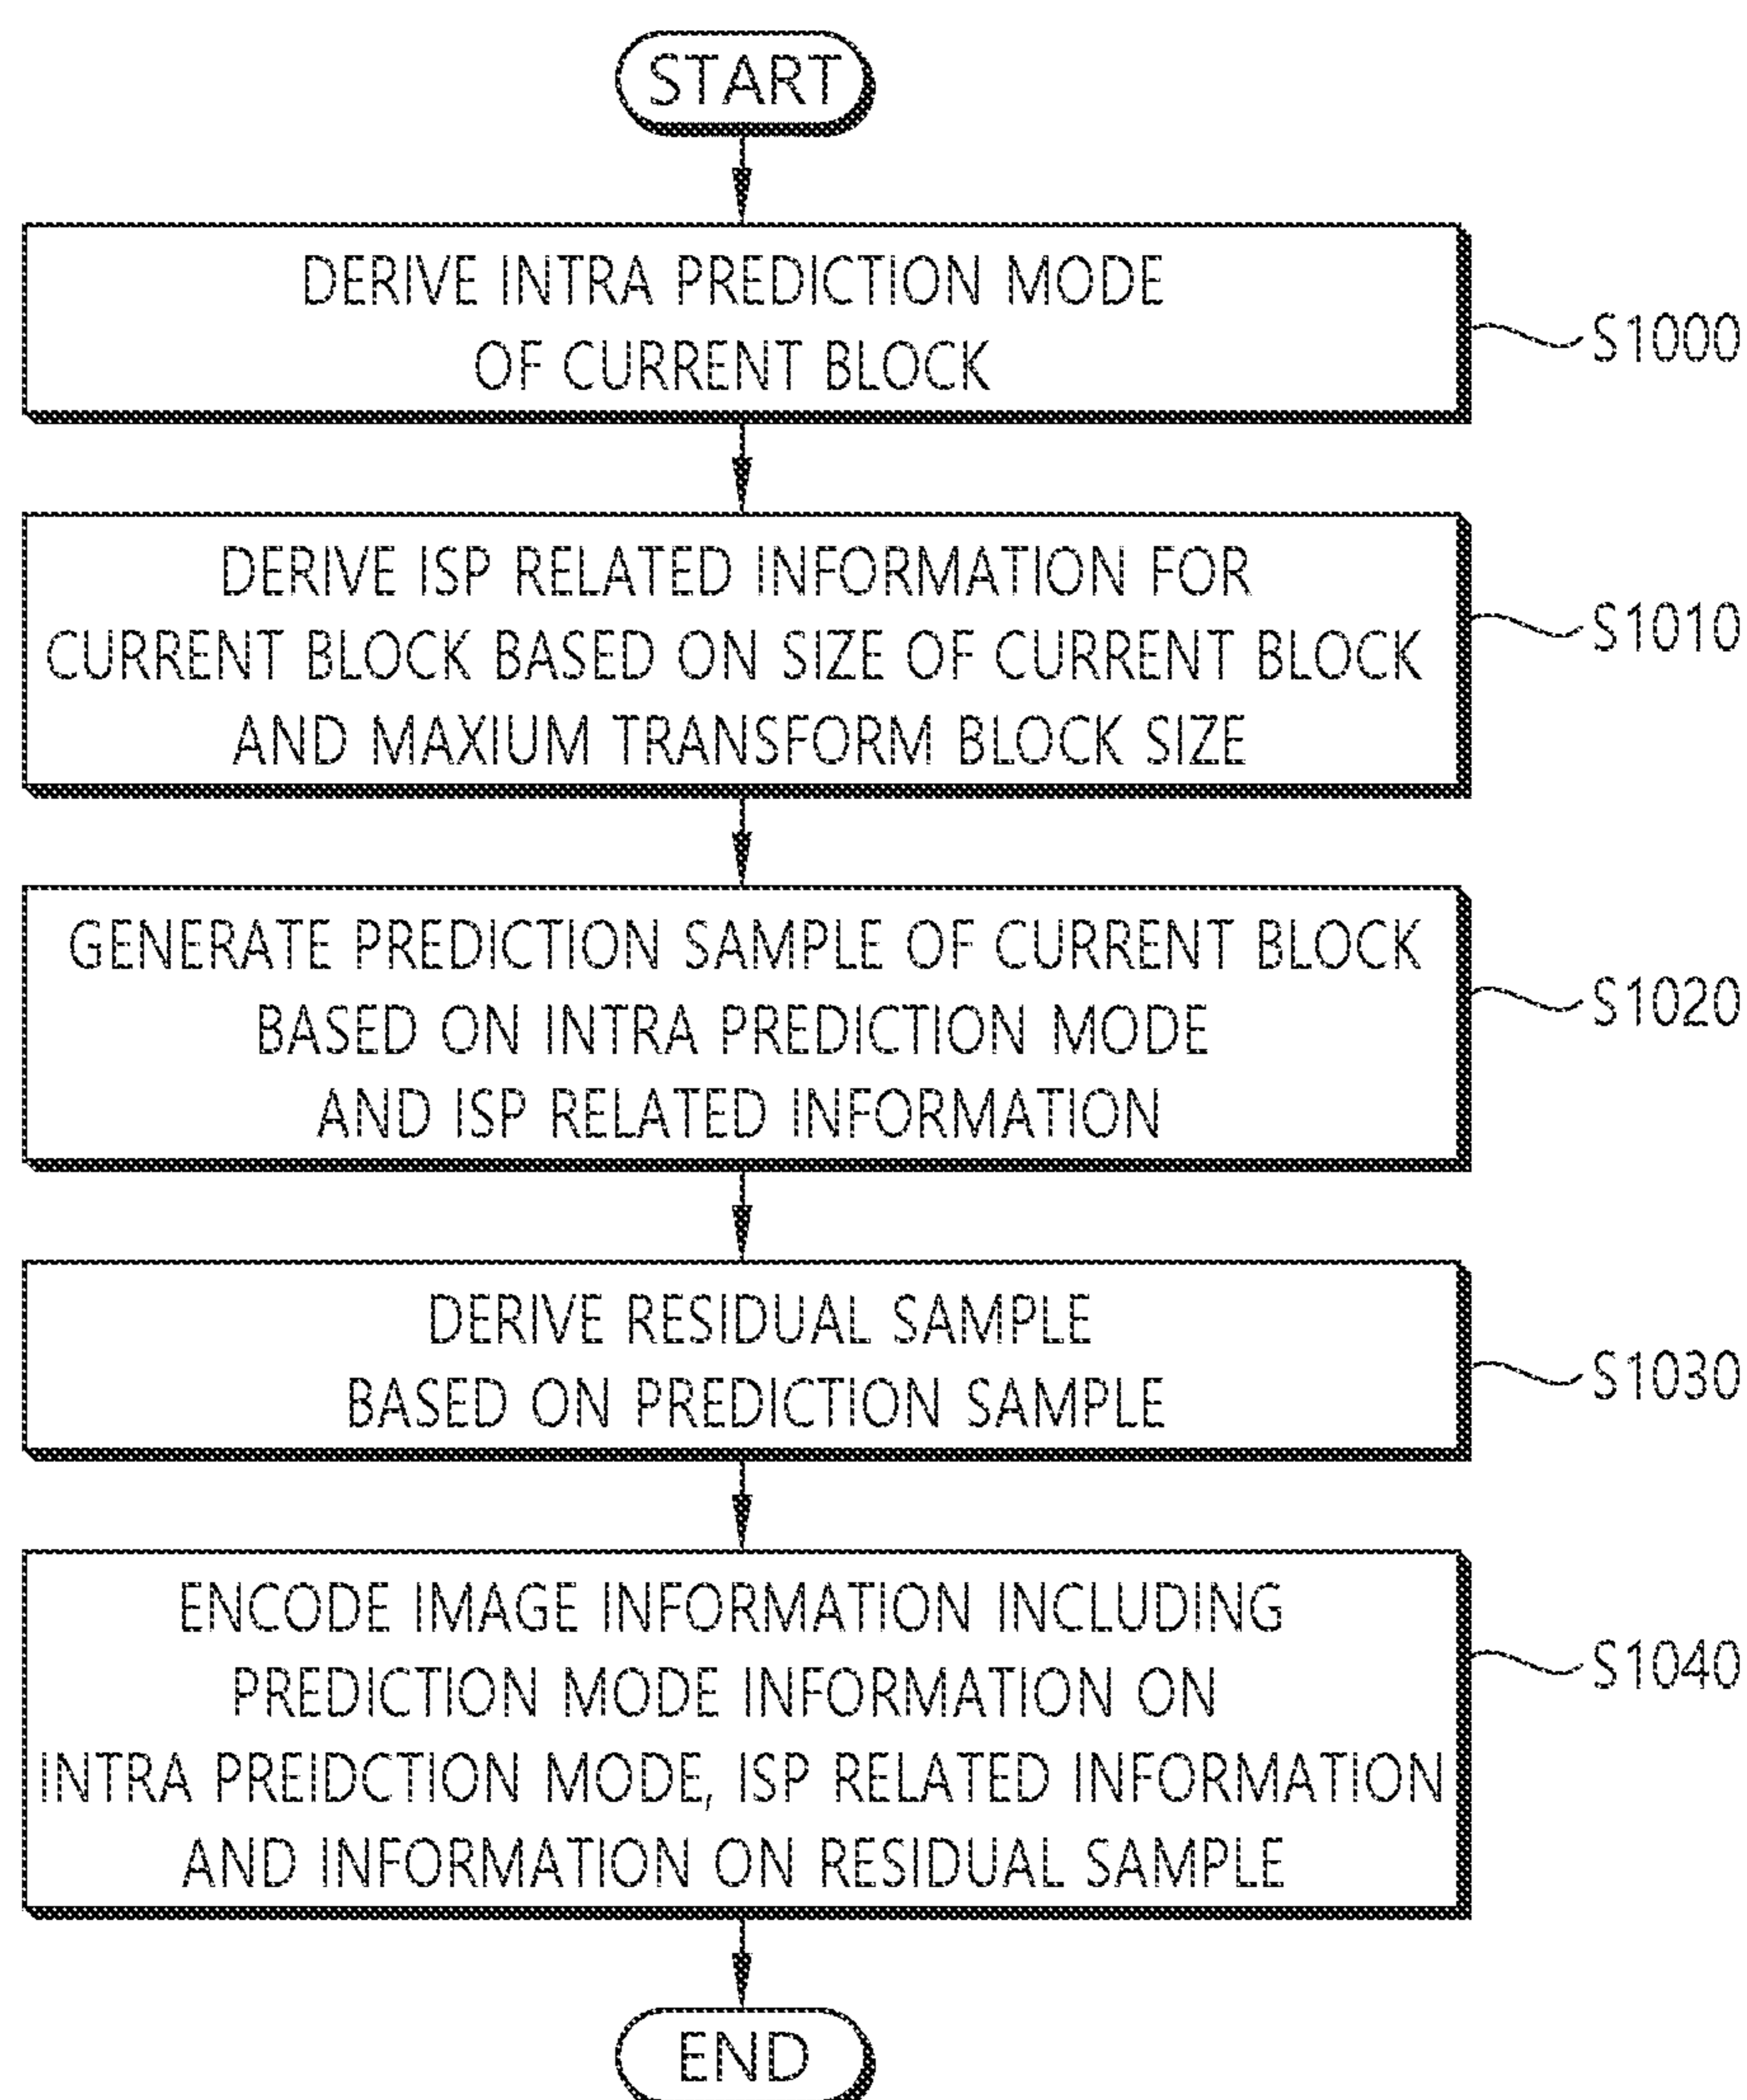 START
DERIVE INTRA PREDICTION MODE
OF CURRENT BLOCK
S1000
DERIVE ISP RELATED INFORMATION FOR
CURRENT BLOCK BASED ON SIZE OF CURRENT BLOCK
AND MAXIUM TRANSFORM BLOCK SIZE
S1010
GENERATE PREDICTION SAMPLE OF CURRENT BLOCK
BASED ON INTRA PREDICTION MODE
AND ISP RELATED INFORMATION
S1020
DERIVE RESIDUAL SAMPLE
BASED ON PREDICTION SAMPLE
S1030
ENCODE IMAGE INFORMATION INCLUDING
PREDICTION MODE INFORMATION ON
INTRA PREIDCTION MODE, ISP RELATED INFORMATION
AND INFORMATION ON RESIDUAL SAMPLE
S1040
END